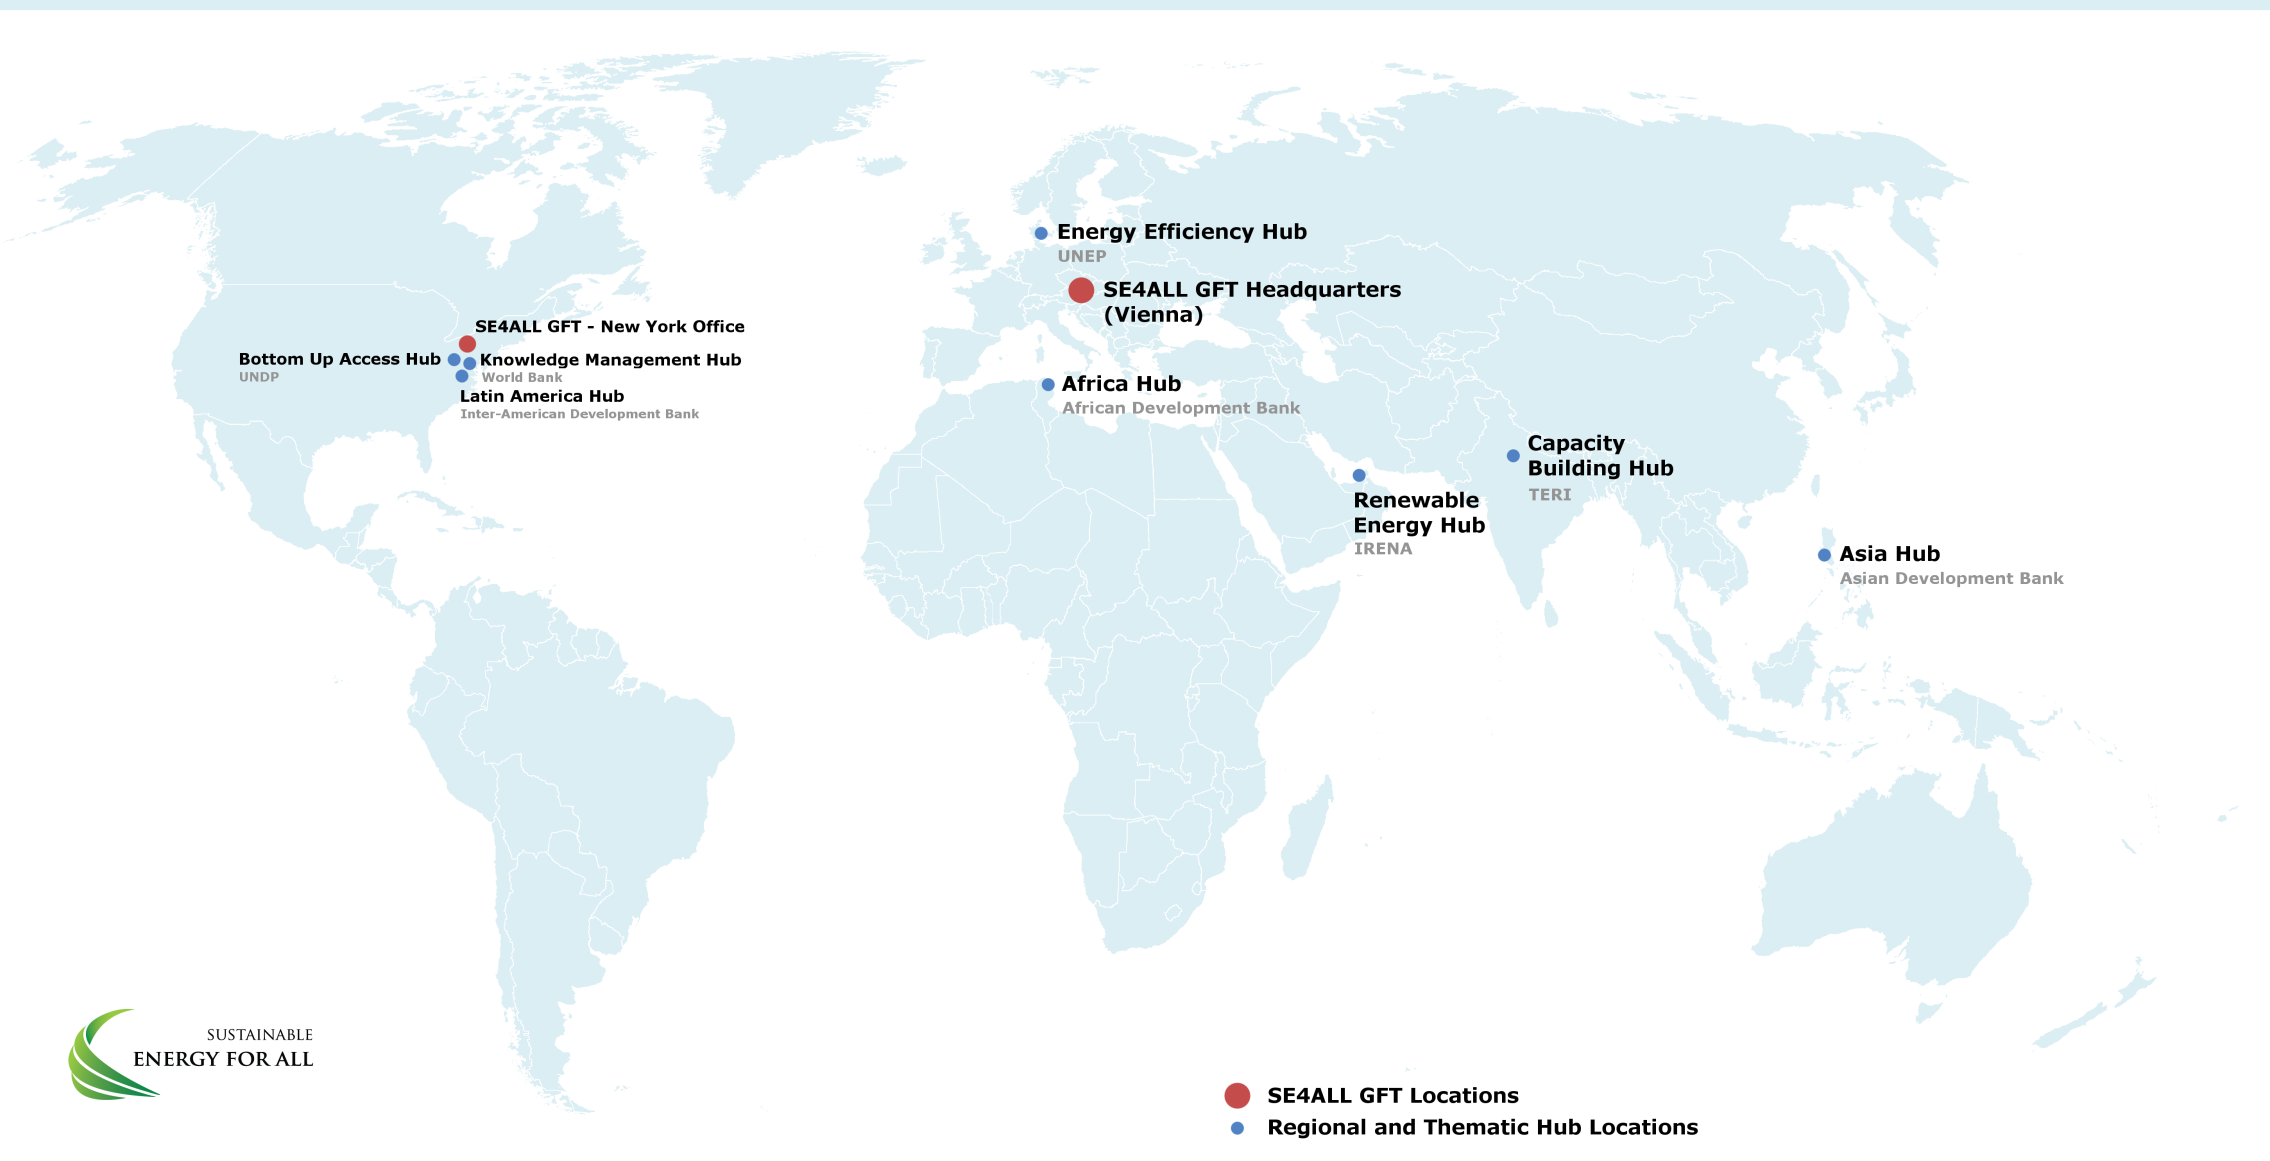 Energy Efficiency Hub
UNEP
SE4ALL GFT Headquarters
(Vienna)
SE4ALL GFT - New York Office
Bottom Up Access Hub
UNDP
Knowledge Management Hub
World Bank
Latin America Hub
Inter-American Development Bank
Africa Hub
African Development Bank
Capacity
Building Hub
TERI
Renewable
Energy Hub
IRENA
Asia Hub
Asian Development Bank
SUSTAINABLE
ENERGY FOR ALL
SE4ALL GFT Locations
Regional and Thematic Hub Locations